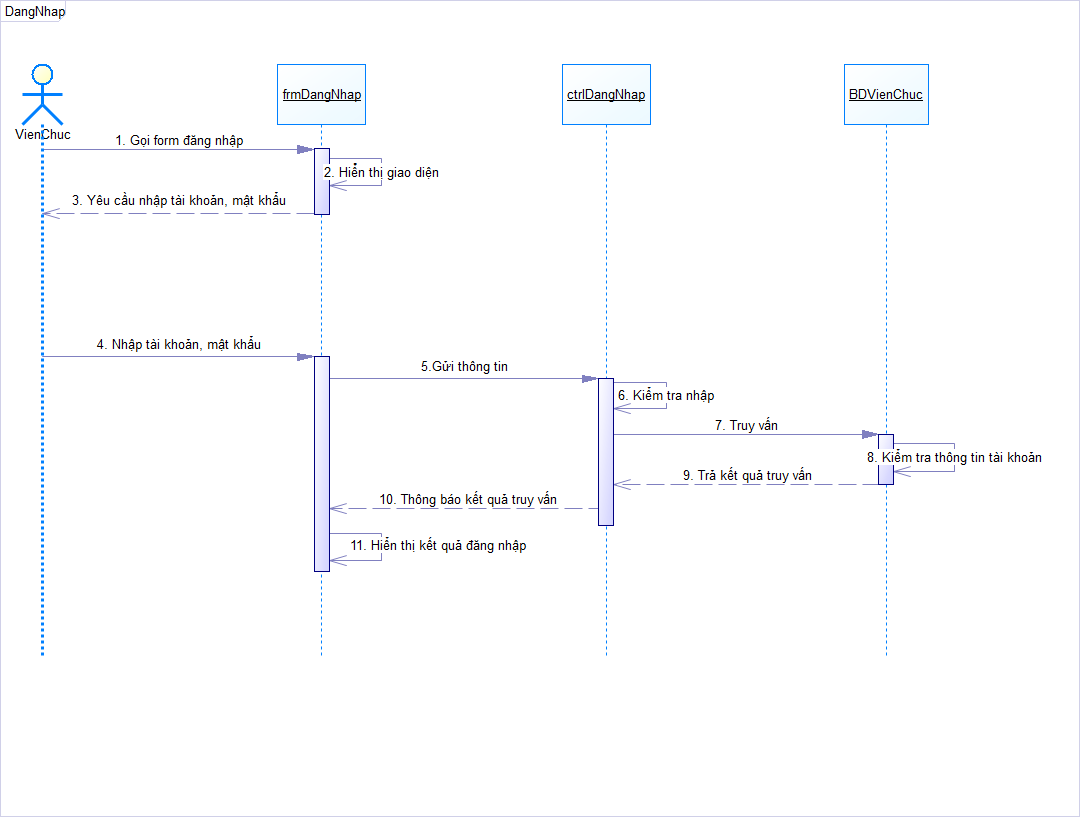 DangNhap
VienChuc
frmDangNhap
ctrlDangNhap
BDVienChuc
1. Gọi form đăng nhập
2. Hiển thị giao diện
3. Yêu cầu nhập tài khoản, mật khẩu
4. Nhập tài khoản, mật khẩu
5.Gửi thông tin
6. Kiểm tra nhập
7. Truy vấn
8. Kiểm tra thông tin tài khoản
9. Trả kết quả truy vấn
10. Thông báo kết quả truy vấn
11. Hiển thị kết quả đăng nhập